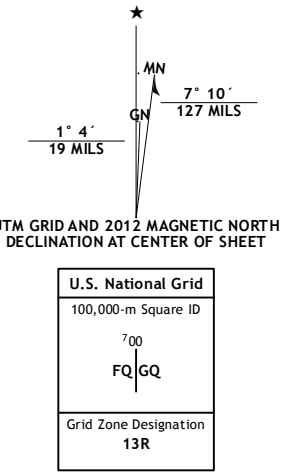 ★
MN
7° 10´
127 MILS
GN
1° 4´
19 MILS
UTM GRID AND 2012 MAGNETIC NORTH
DECLINATION AT CENTER OF SHEET
U.S. National Grid
100,000-m Square ID
⁷00
FQ GQ
Grid Zone Designation
13R